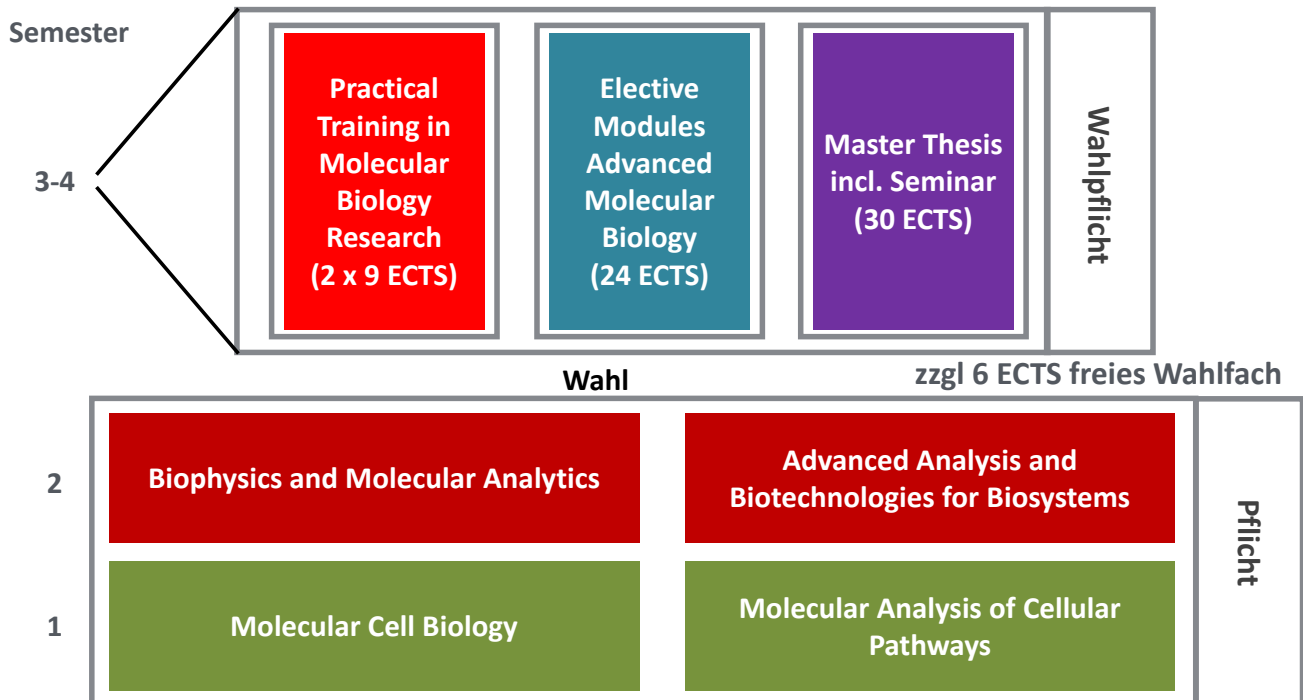 Semester
3-4
Practical
Training in
Molecular
Biology
Research
(2 x 9 ECTS)
Elective
Modules
Advanced
Molecular
Biology
(24 ECTS)
Master Thesis
incl. Seminar
(30 ECTS)
Wahlpflicht
Wahl
zzgl 6 ECTS freies Wahlfach
2
Biophysics and Molecular Analytics
Advanced Analysis and
Biotechnologies for Biosystems
Pflicht
1
Molecular Cell Biology
Molecular Analysis of Cellular
Pathways